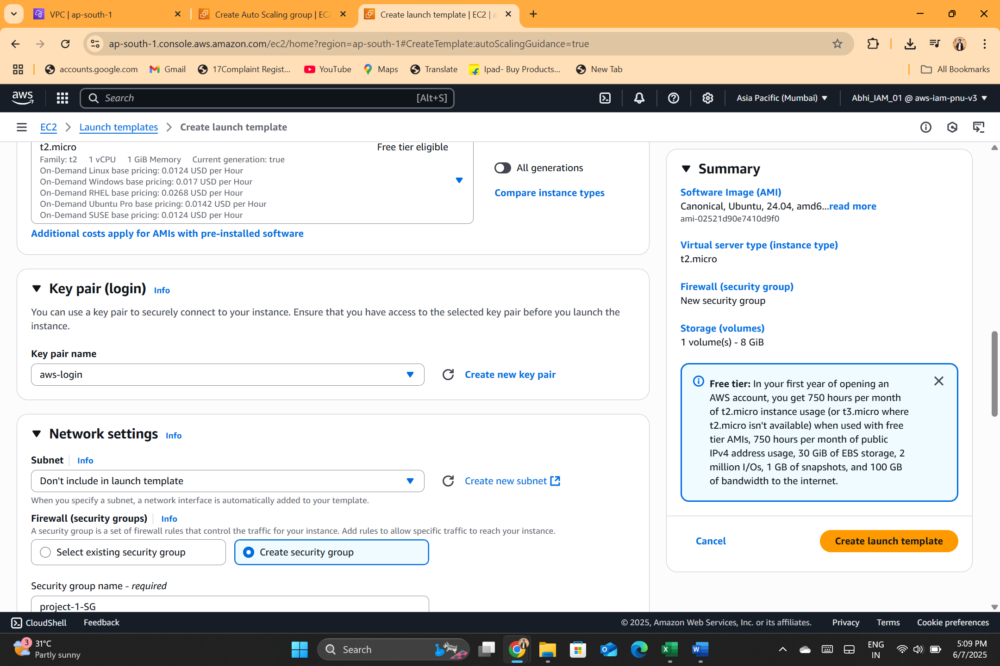 VPC | ap-south-1
Create Auto Scaling group | EC2
Create launch template | EC2 | a
ap-south-1.console.aws.amazon.com/ec2/home?region=ap-south-1#CreateTemplate:autoScalingGuidance=true
accounts.google.com
Gmail
17Complaint Regist...
YouTube
Maps
Translate
Ipad- Buy Products...
New Tab
All Bookmarks
aws
Search
[Alt+S]
Asia Pacific (Mumbai)
Abhi_IAM_01 @ aws-iam-pnu-v3
EC2
Launch templates
Create launch template
t2.micro
Free tier eligible
Family: t2 1 vCPU 1 GiB Memory Current generation: true
On-Demand Linux base pricing: 0.0124 USD per Hour
On-Demand Windows base pricing: 0.017 USD per Hour
On-Demand RHEL base pricing: 0.0268 USD per Hour
On-Demand Ubuntu Pro base pricing: 0.0142 USD per Hour
On-Demand SUSE base pricing: 0.0124 USD per Hour
All generations
Compare instance types
Additional costs apply for AMIs with pre-installed software
Key pair (login) Info
You can use a key pair to securely connect to your instance. Ensure that you have access to the selected key pair before you launch the
instance.
Key pair name
aws-login
Create new key pair
Network settings Info
Subnet Info
Don't include in launch template
Create new subnet
When you specify a subnet, a network interface is automatically added to your template.
Firewall (security groups) Info
A security group is a set of firewall rules that control the traffic for your instance. Add rules to allow specific traffic to reach your instance.
Select existing security group
Create security group
Security group name - required
project-1-SG
Summary
Software Image (AMI)
Canonical, Ubuntu, 24.04, amd6...read more
ami-02521d90e7410d9f0
Virtual server type (instance type)
t2.micro
Firewall (security group)
New security group
Storage (volumes)
1 volume(s) - 8 GiB
Free tier: In your first year of opening an
AWS account, you get 750 hours per month
of t2.micro instance usage (or t3.micro where
t2.micro isn't available) when used with free
tier AMIs, 750 hours per month of public
IPv4 address usage, 30 GiB of EBS storage, 2
million I/Os, 1 GB of snapshots, and 100 GB
of bandwidth to the internet.
Cancel
Create launch template
CloudShell
Feedback
© 2025, Amazon Web Services, Inc. or its affiliates.
Privacy
Terms
Cookie preferences
3
31°C
Partly sunny
Search
ENG
IN
5:09 PM
6/7/2025